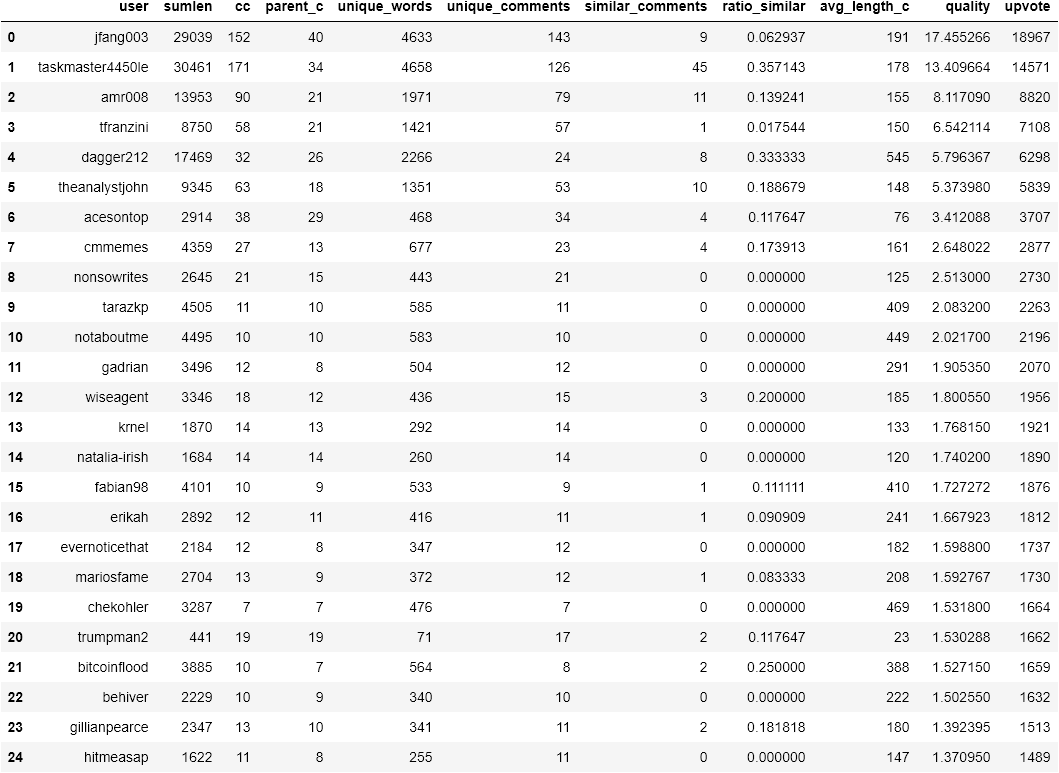 user sumlen cc parent_c unique_words unique_comments similar_comments ratio_similar avg_length_c quality upvote
0 jfang003 29039 152 40 4633 143 9 0.062937 191 17.455266 18967
1 taskmaster4450le 30461 171 34 4658 126 45 0.357143 178 13.409664 14571
2 amr008 13953 90 21 1971 79 11 0.139241 155 8.117090 8820
3 tfranzini 8750 58 21 1421 57 1 0.017544 150 6.542114 7108
4 dagger212 17469 32 26 2266 24 8 0.333333 545 5.796367 6298
5 theanalystjohn 9345 63 18 1351 53 10 0.188679 148 5.373980 5839
6 acesontop 2914 38 29 468 34 4 0.117647 76 3.412088 3707
7 cmmemes 4359 27 13 677 23 4 0.173913 161 2.648022 2877
8 nonsowrites 2645 21 15 443 21 0 0.000000 125 2.513000 2730
9 tarazkp 4505 11 10 585 11 0 0.000000 409 2.083200 2263
10 notaboutme 4495 10 10 583 10 0 0.000000 449 2.021700 2196
11 gadrian 3496 12 8 504 12 0 0.000000 291 1.905350 2070
12 wiseagent 3346 18 12 436 15 3 0.200000 185 1.800550 1956
13 krnel 1870 14 13 292 14 0 0.000000 133 1.768150 1921
14 natalia-irish 1684 14 14 260 14 0 0.000000 120 1.740200 1890
15 fabian98 4101 10 9 533 9 1 0.111111 410 1.727272 1876
16 erikah 2892 12 11 416 11 1 0.090909 241 1.667923 1812
17 evernoticethat 2184 12 8 347 12 0 0.000000 182 1.598800 1737
18 mariosfame 2704 13 9 372 12 1 0.083333 208 1.592767 1730
19 chekohler 3287 7 7 476 7 0 0.000000 469 1.531800 1664
20 trumpman2 441 19 19 71 17 2 0.117647 23 1.530288 1662
21 bitcoinflood 3885 10 7 564 8 2 0.250000 388 1.527150 1659
22 behiver 2229 10 9 340 10 0 0.000000 222 1.502550 1632
23 gillianpearce 2347 13 10 341 11 2 0.181818 180 1.392395 1513
24 hitmeasap 1622 11 8 255 11 0 0.000000 147 1.370950 1489